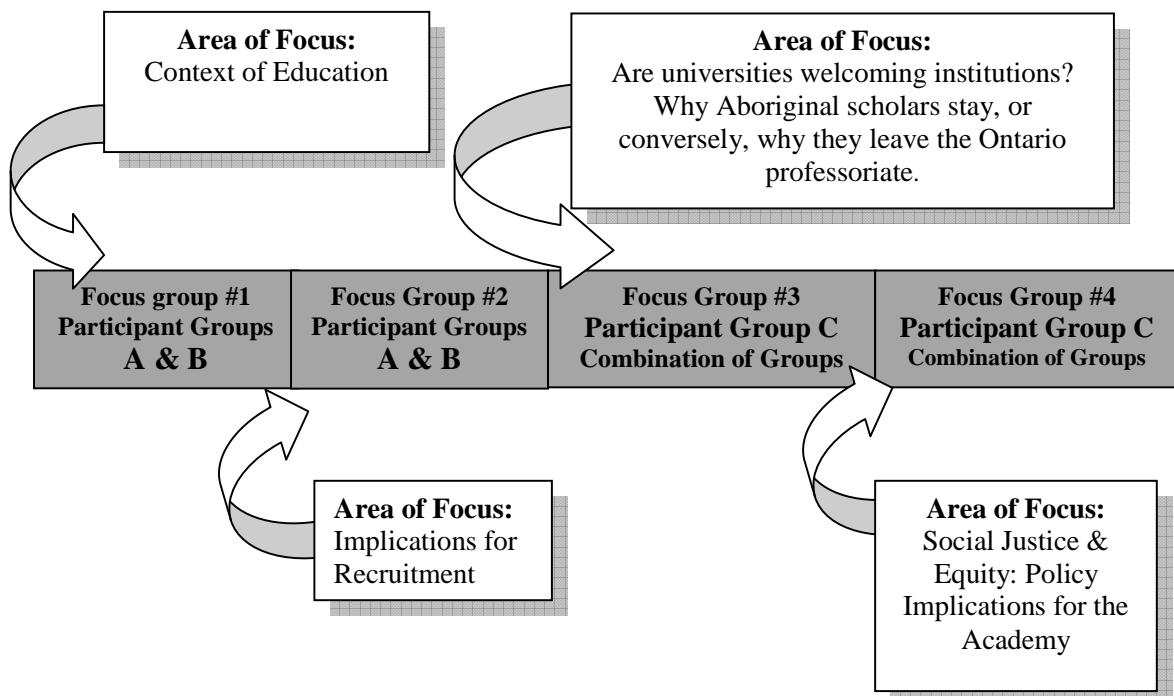 Area of Focus:
Context of Education
Area of Focus:
Are universities welcoming institutions?
Why Aboriginal scholars stay, or
conversely, why they leave the Ontario
professoriate.
Focus group #1
Participant Groups
A & B
Focus Group #2
Participant Groups
A & B
Focus Group #3
Participant Group C
Combination of Groups
Focus Group #4
Participant Group C
Combination of Groups
Area of Focus:
Implications for
Recruitment
Area of Focus:
Social Justice &
Equity: Policy
Implications for the
Academy